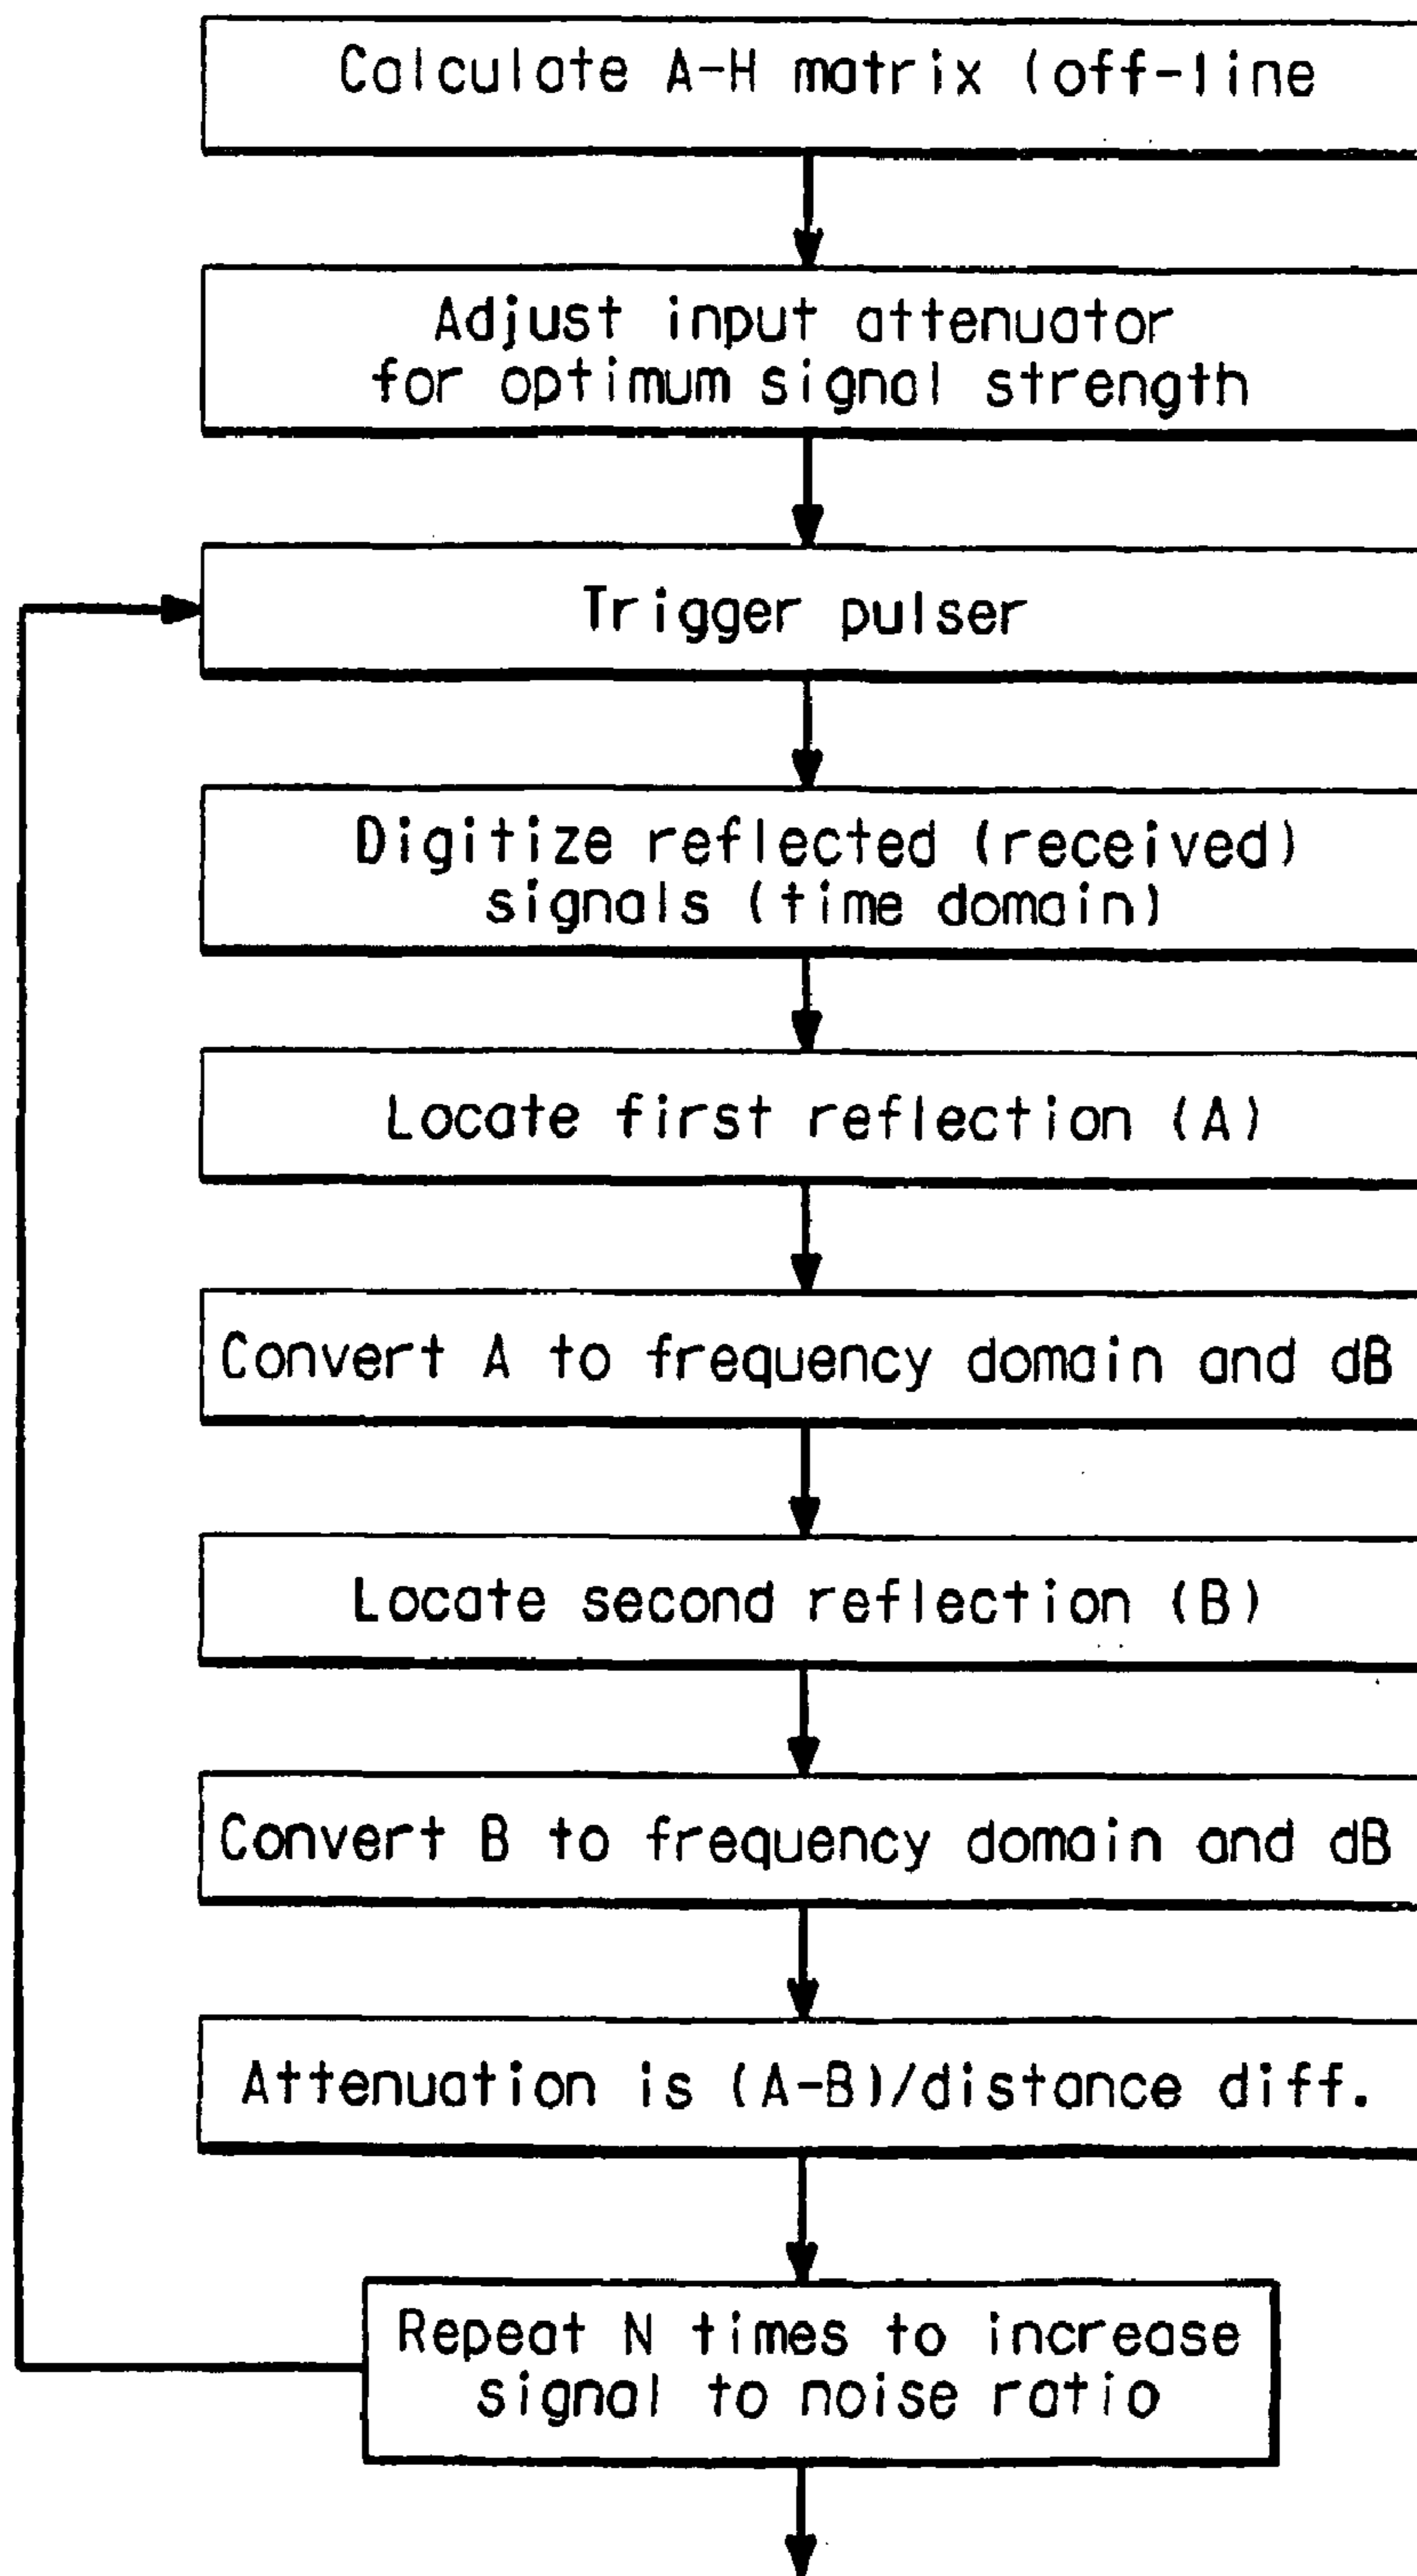 Calculate A-H matrix (off-line
Adjust input attenuator
for optimum signal strength
Trigger pulser
Digitize reflected (received)
signals (time domain)
Locate first reflection (A)
Convert A to frequency domain and dB
Locate second reflection (B)
Convert B to frequency domain and dB
Attenuation is (A-B)/distance diff.
Repeat N times to increase
signal to noise ratio